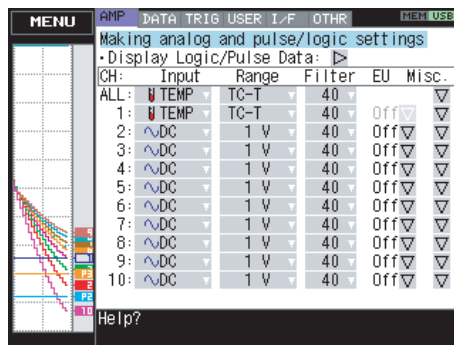 MENU AMP DATA TRIG USER I/F OTHR MEM USB
Making analog and pulse/logic settings
・Display Logic/Pulse Data:
CH: Input Range Filter EU Misc.
ALL: TEMP TC-T 40
1: TEMP TC-T 40 Off
2: DC 1 V 40 Off
3: DC 1 V 40 Off
4: DC 1 V 40 Off
5: DC 1 V 40 Off
6: DC 1 V 40 Off
7: DC 1 V 40 Off
8: DC 1 V 40 Off
9: DC 1 V 40 Off
10: DC 1 V 40 Off
P3
2
P2
10
Help?